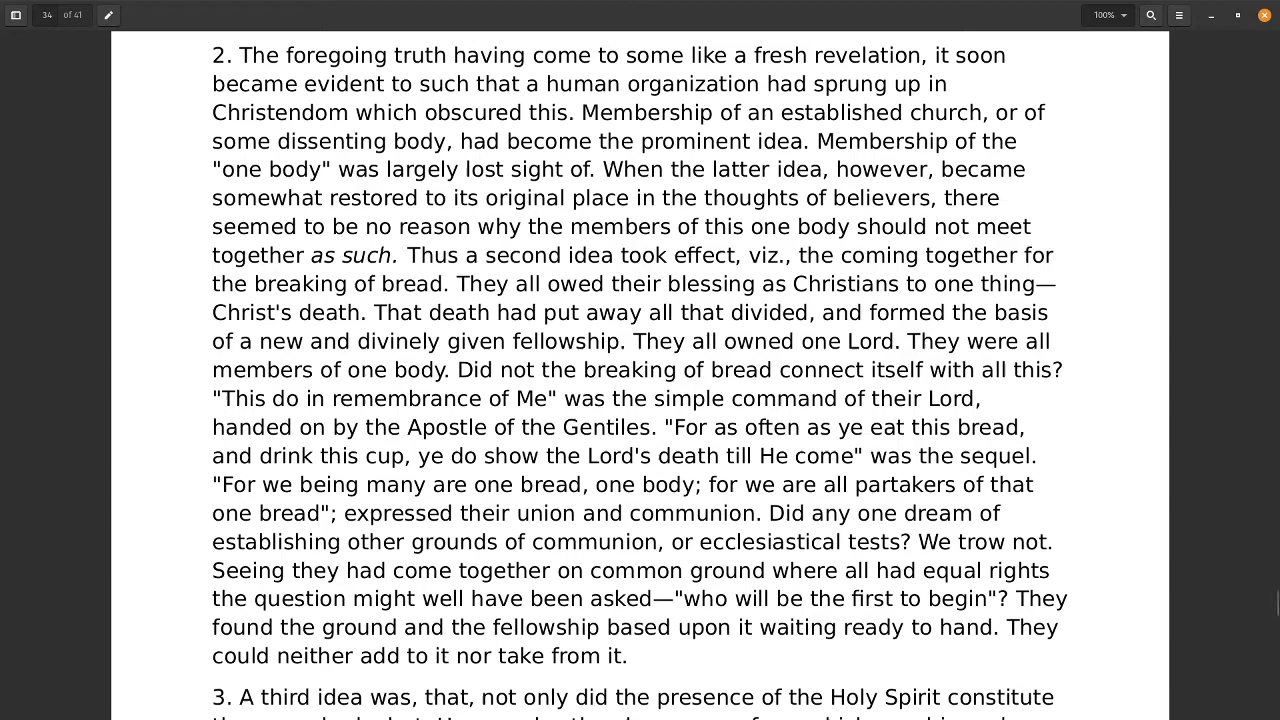 34 of 41
100%
2. The foregoing truth having come to some like a fresh revelation, it soon
became evident to such that a human organization had sprung up in
Christendom which obscured this. Membership of an established church, or of
some dissenting body, had become the prominent idea. Membership of the
"one body" was largely lost sight of. When the latter idea, however, became
somewhat restored to its original place in the thoughts of believers, there
seemed to be no reason why the members of this one body should not meet
together as such. Thus a second idea took effect, viz., the coming together for
the breaking of bread. They all owed their blessing as Christians to one thing—
Christ's death. That death had put away all that divided, and formed the basis
of a new and divinely given fellowship. They all owned one Lord. They were all
members of one body. Did not the breaking of bread connect itself with all this?
"This do in remembrance of Me" was the simple command of their Lord,
handed on by the Apostle of the Gentiles. "For as often as ye eat this bread,
and drink this cup, ye do show the Lord's death till He come" was the sequel.
"For we being many are one bread, one body; for we are all partakers of that
one bread"; expressed their union and communion. Did any one dream of
establishing other grounds of communion, or ecclesiastical tests? We trow not.
Seeing they had come together on common ground where all had equal rights
the question might well have been asked—"who will be the first to begin"? They
found the ground and the fellowship based upon it waiting ready to hand. They
could neither add to it nor take from it.
3. A third idea was, that, not only did the presence of the Holy Spirit constitute